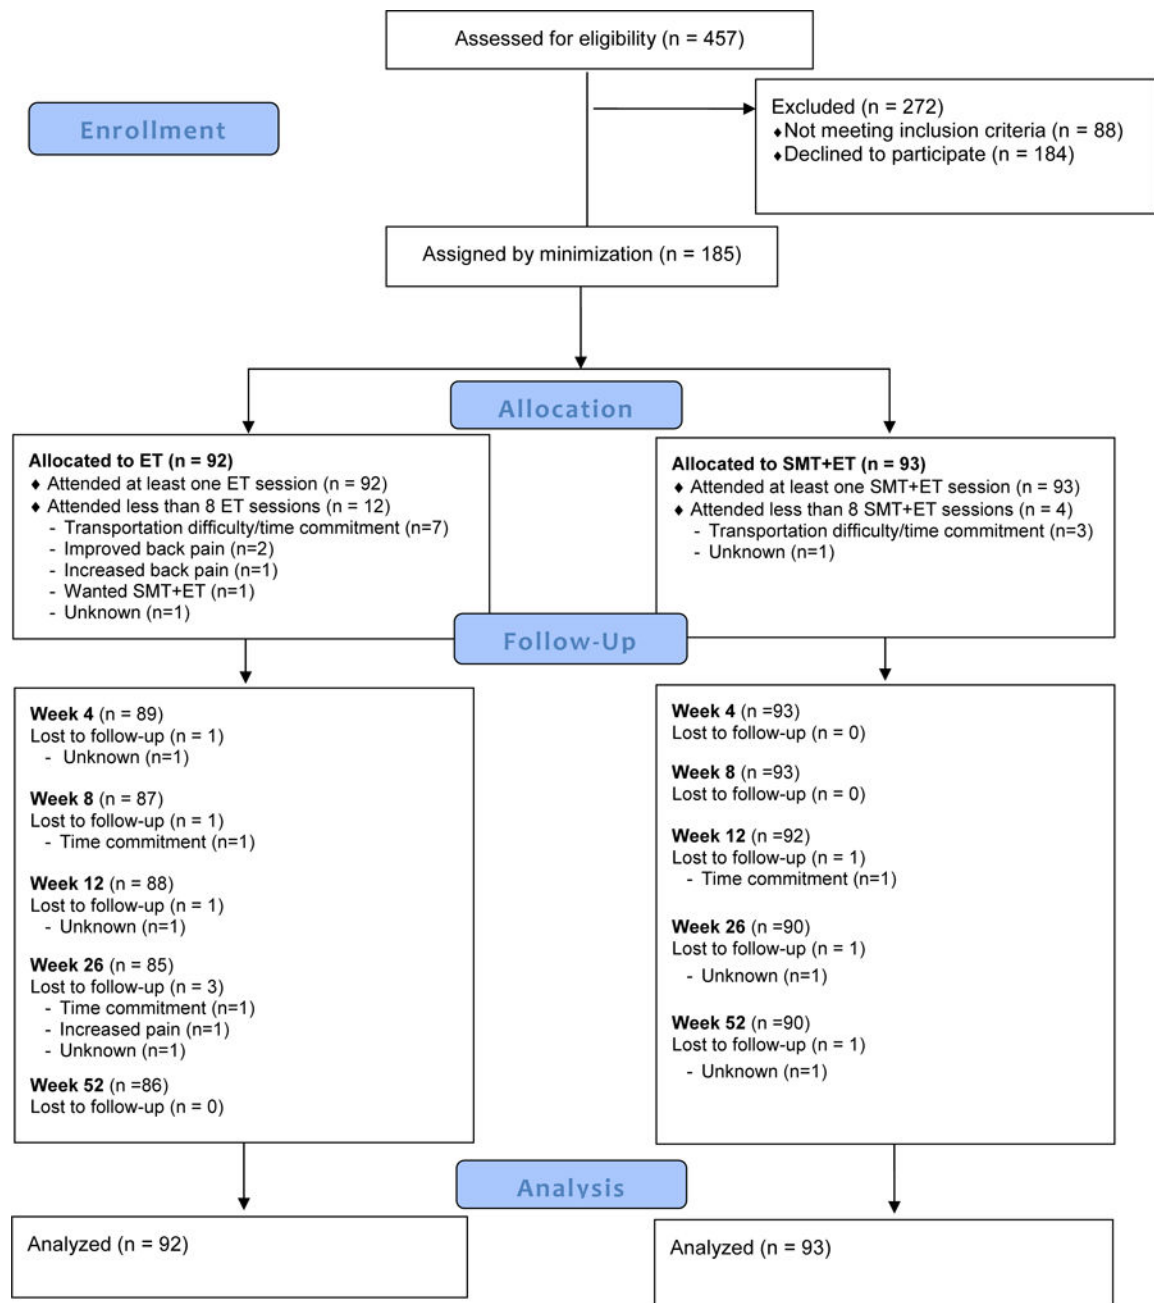 Assessed for eligibility (n = 457)
Enrollment
Excluded (n = 272)
♦Not meeting inclusion criteria (n = 88)
♦Declined to participate (n = 184)
Assigned by minimization (n = 185)
Allocation
Allocated to ET (n = 92)
♦ Attended at least one ET session (n = 92)
♦ Attended less than 8 ET sessions (n = 12)
- Transportation difficulty/time commitment (n=7)
- Improved back pain (n=2)
- Increased back pain (n=1)
- Wanted SMT+ET (n=1)
- Unknown (n=1)
Allocated to SMT+ET (n = 93)
♦ Attended at least one SMT+ET session (n = 93)
♦ Attended less than 8 SMT+ET sessions (n = 4)
- Transportation difficulty/time commitment (n=3)
- Unknown (n=1)
Follow-Up
Week 4 (n = 89)
Lost to follow-up (n = 1)
- Unknown (n=1)
Week 8 (n = 87)
Lost to follow-up (n = 1)
- Time commitment (n=1)
Week 12 (n = 88)
Lost to follow-up (n = 1)
- Unknown (n=1)
Week 26 (n = 85)
Lost to follow-up (n = 3)
- Time commitment (n=1)
- Increased pain (n=1)
- Unknown (n=1)
Week 52 (n =86)
Lost to follow-up (n = 0)
Week 4 (n =93)
Lost to follow-up (n = 0)
Week 8 (n =93)
Lost to follow-up (n = 0)
Week 12 (n =92)
Lost to follow-up (n = 1)
- Time commitment (n=1)
Week 26 (n =90)
Lost to follow-up (n = 1)
- Unknown (n=1)
Week 52 (n =90)
Lost to follow-up (n = 1)
- Unknown (n=1)
Analysis
Analyzed (n = 92)
Analyzed (n = 93)